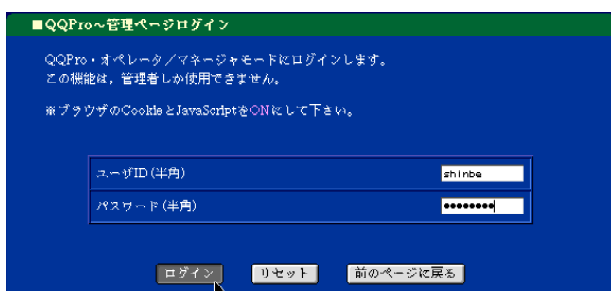 ■QQPro～管理ページログイン
QQPro・オペレータ／マネージャモードにログインします。
この機能は，管理者しか使用できません。
※ブラウザのCookieとJavaScriptをONにして下さい。
ユーザID(半角)
shinbe
パスワード(半角)
●●●●●●●●
ログイン リセット 前のページに戻る